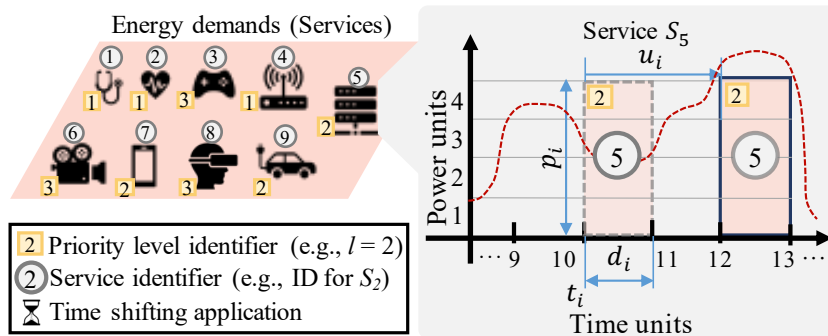 Energy demands (Services)
1 2 3 4 5
1 1 3 1 2
6 7 8 9
3 2 3 2
2 Priority level identifier (e.g., l = 2)
2 Service identifier (e.g., ID for S₂)
Time shifting application
Service S₅
uᵢ
Power units
4
3
2
1
2 2
pᵢ
5 5
dᵢ
··· 9 10 11 12 13 ···
tᵢ
Time units